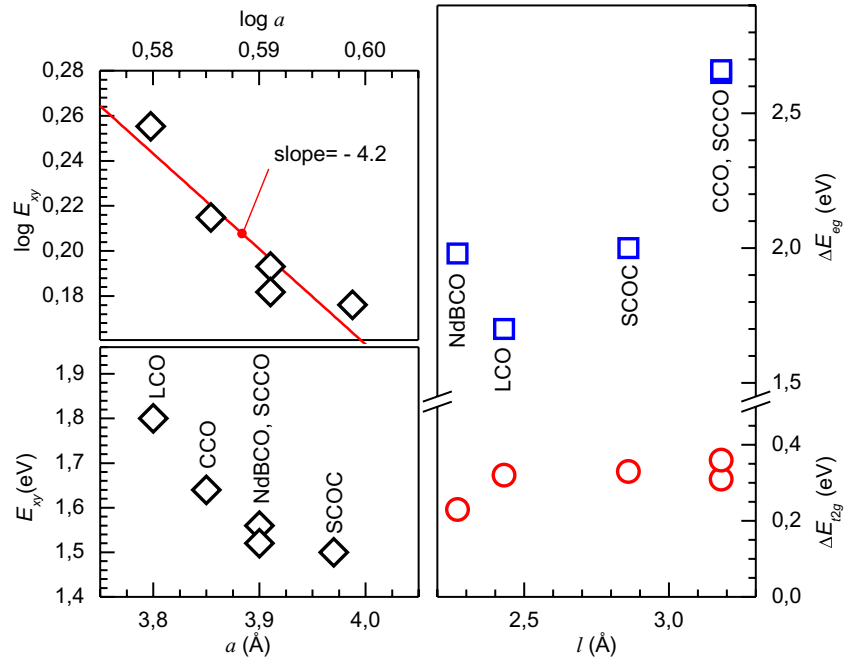 log a
0,58 0,59 0,60
0,28
0,26
0,24
0,22
0,20
0,18
log E_xy
slope= - 4.2
1,9
1,8
1,7
1,6
1,5
1,4
E_xy (eV)
LCO
CCO
NdBCO, SCCO
SCOC
3,8 3,9 4,0
a (Å)
NdBCO
LCO
SCOC
CCO, SCCO
2,5
2,0
1,5
ΔE_eg (eV)
0,4
0,2
0,0
ΔE_t2g (eV)
2,5 3,0
l (Å)